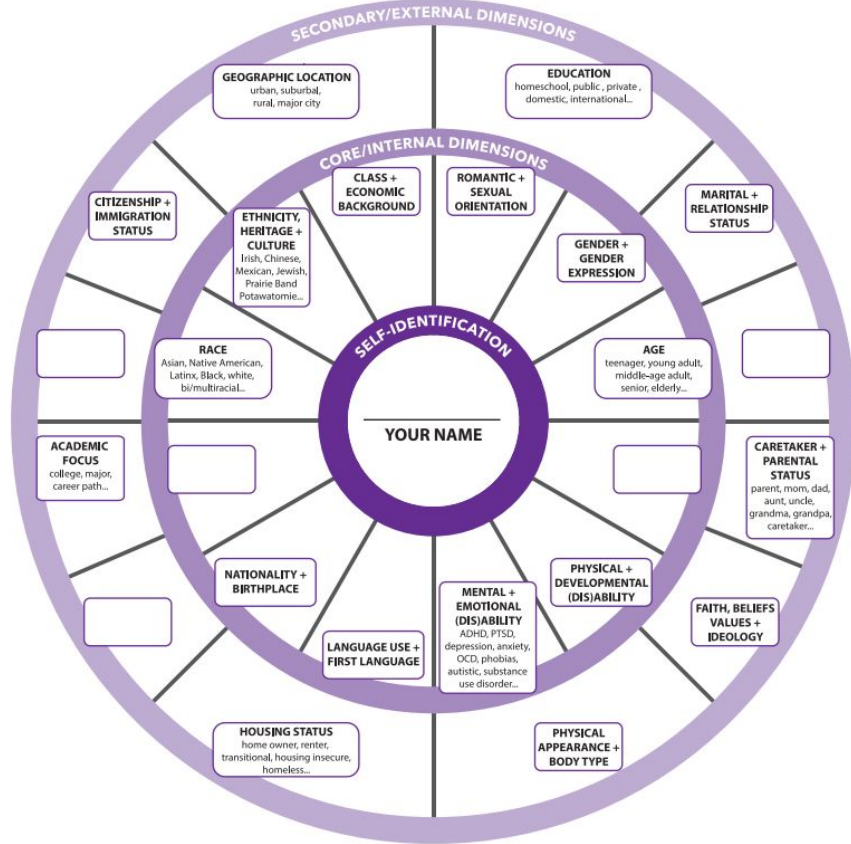 SECONDARY/EXTERNAL DIMENSIONS
GEOGRAPHIC LOCATION
urban, suburbal,
rural, major city
EDUCATION
homeschool, public , private ,
domestic, international...
CORE/INTERNAL DIMENSIONS
CLASS +
ECONOMIC
BACKGROUND
ROMANTIC +
SEXUAL
ORIENTATION
CITIZENSHIP +
IMMIGRATION
STATUS
ETHNICITY,
HERITAGE +
CULTURE
Irish, Chinese,
Mexican, Jewish,
Prairie Band
Potawatomie...
GENDER +
GENDER
EXPRESSION
MARITAL +
RELATIONSHIP
STATUS
RACE
Asian, Native American,
Latinx, Black, white,
bi/multiracial...
SELF-IDENTIFICATION
YOUR NAME
AGE
teenager, young adult,
middle-age adult,
senior, elderly...
ACADEMIC
FOCUS
college, major,
career path...
CARETAKER +
PARENTAL
STATUS
parent, mom, dad,
aunt, uncle,
grandma, grandpa,
caretaker...
NATIONALITY +
BIRTHPLACE
LANGUAGE USE +
FIRST LANGUAGE
MENTAL +
EMOTIONAL
(DIS)ABILITY
ADHD, PTSD,
depression, anxiety,
OCD, phobias,
autistic, substance
use disorder...
PHYSICAL +
DEVELOPMENTAL
(DIS)ABILITY
FAITH, BELIEFS
VALUES +
IDEOLOGY
HOUSING STATUS
home owner, renter,
transitional, housing insecure,
homeless...
PHYSICAL
APPEARANCE +
BODY TYPE